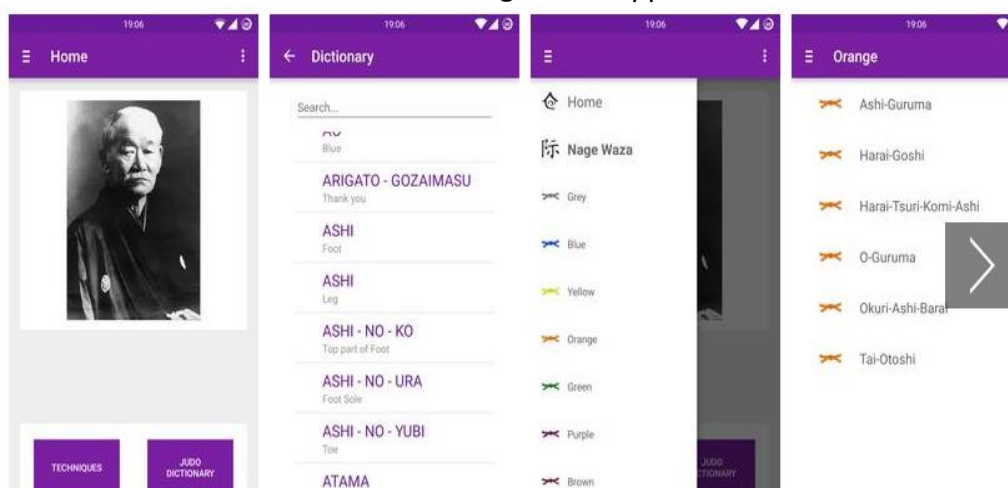 19:06
Home
TECHNIQUES
JUDO
DICTIONARY
19:06
Dictionary
Search...
Blue
ARIGATO - GOZAIMASU
Thank you
ASHI
Foot
ASHI
Leg
ASHI - NO - KO
Top part of Foot
ASHI - NO - URA
Foot Sole
ASHI - NO - YUBI
Toe
ATAMA
19:06
Home
Nage Waza
Grey
Blue
Yellow
Orange
Green
Purple
Brown
JUDO
DICTIONARY
19:06
Orange
Ashi-Guruma
Harai-Goshi
Harai-Tsuri-Komi-Ashi
O-Guruma
Okuri-Ashi-Barai
Tai-Otoshi